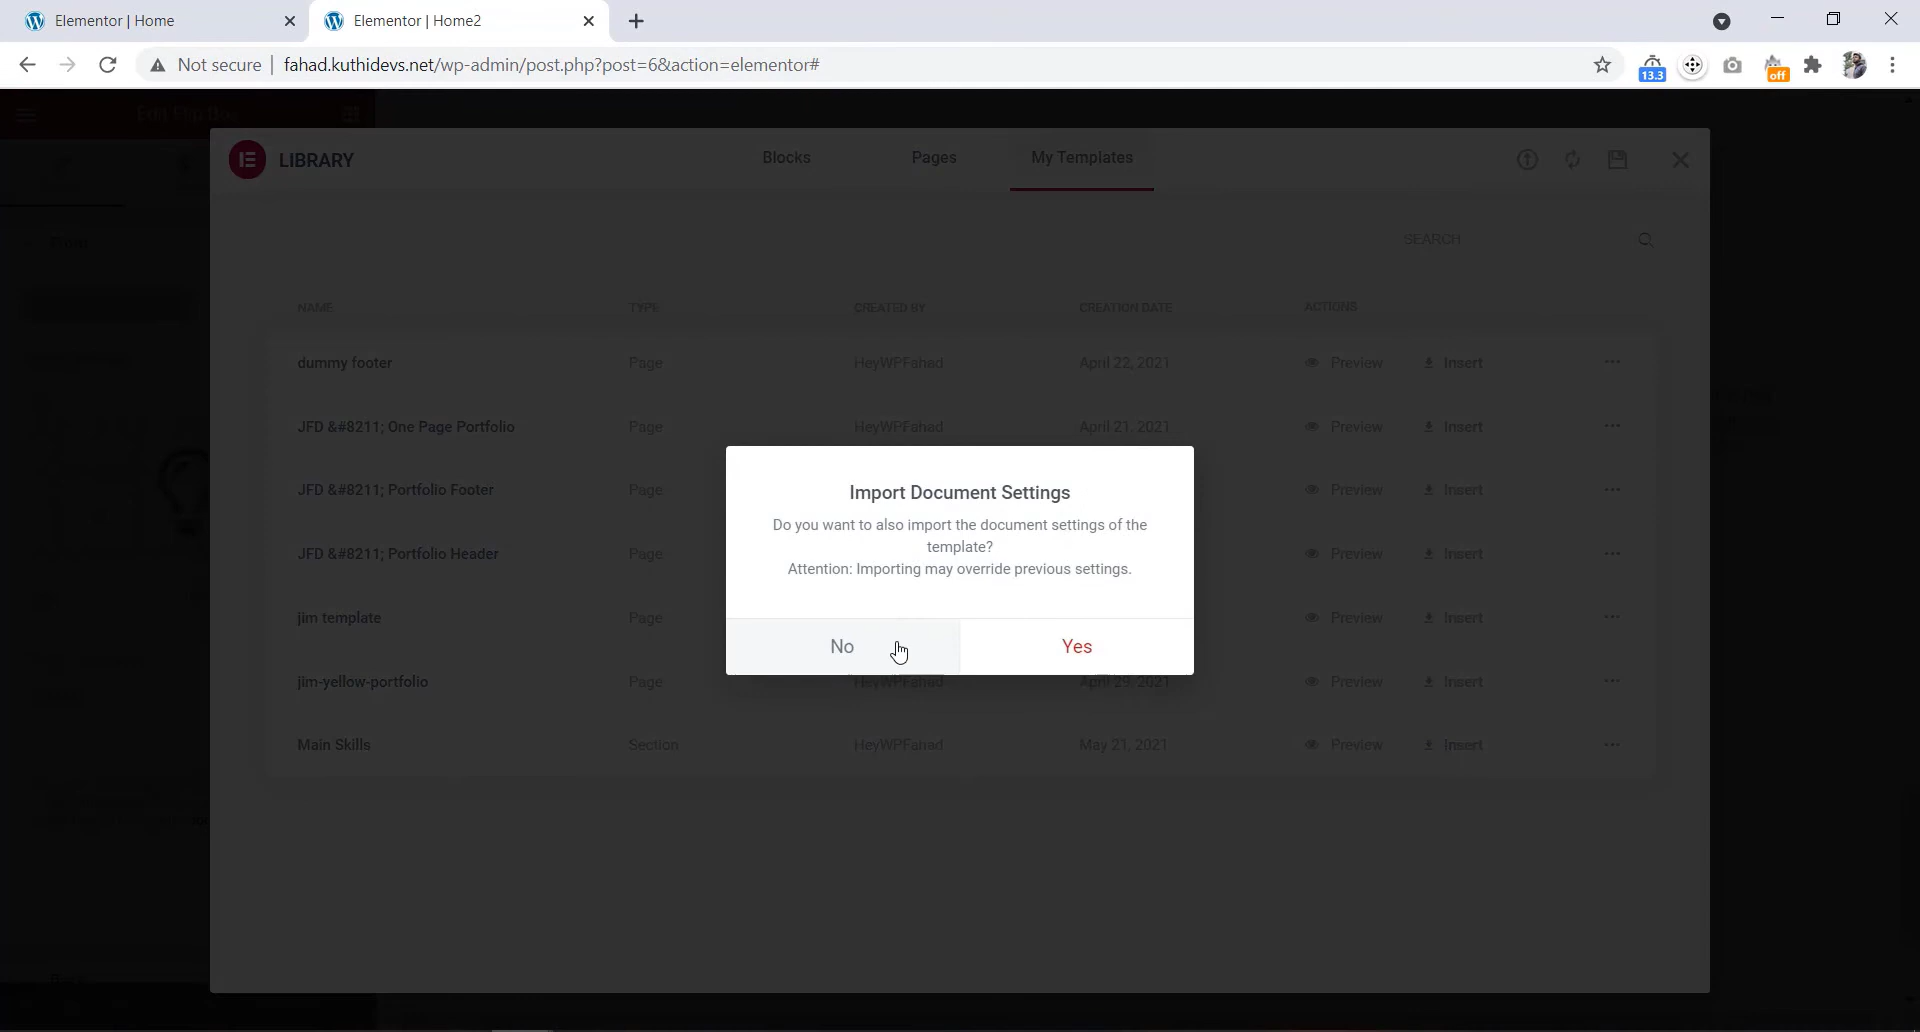 Elementor | Home
Elementor | Home2
Not secure
fahad.kuthidevs.net/wp-admin/post.php?post=6&action=elementor#
13.3
off
LIBRARY
Blocks
Pages
My Templates
SEARCH
NAME TYPE CREATED BY CREATION DATE ACTIONS
dummy footer Page HeyWPFahad April 22, 2021 Preview Insert
JFD &#8211; One Page Portfolio Page HeyWPFahad April 21, 2021 Preview Insert
JFD &#8211; Portfolio Footer Page Preview Insert
JFD &#8211; Portfolio Header Page Preview Insert
jim template Page Preview Insert
jim-yellow-portfolio Page HeyWPFahad April 29, 2021 Preview Insert
Main Skills Section HeyWPFahad May 21, 2021 Preview Insert
Import Document Settings
Do you want to also import the document settings of the
template?
Attention: Importing may override previous settings.
No
Yes